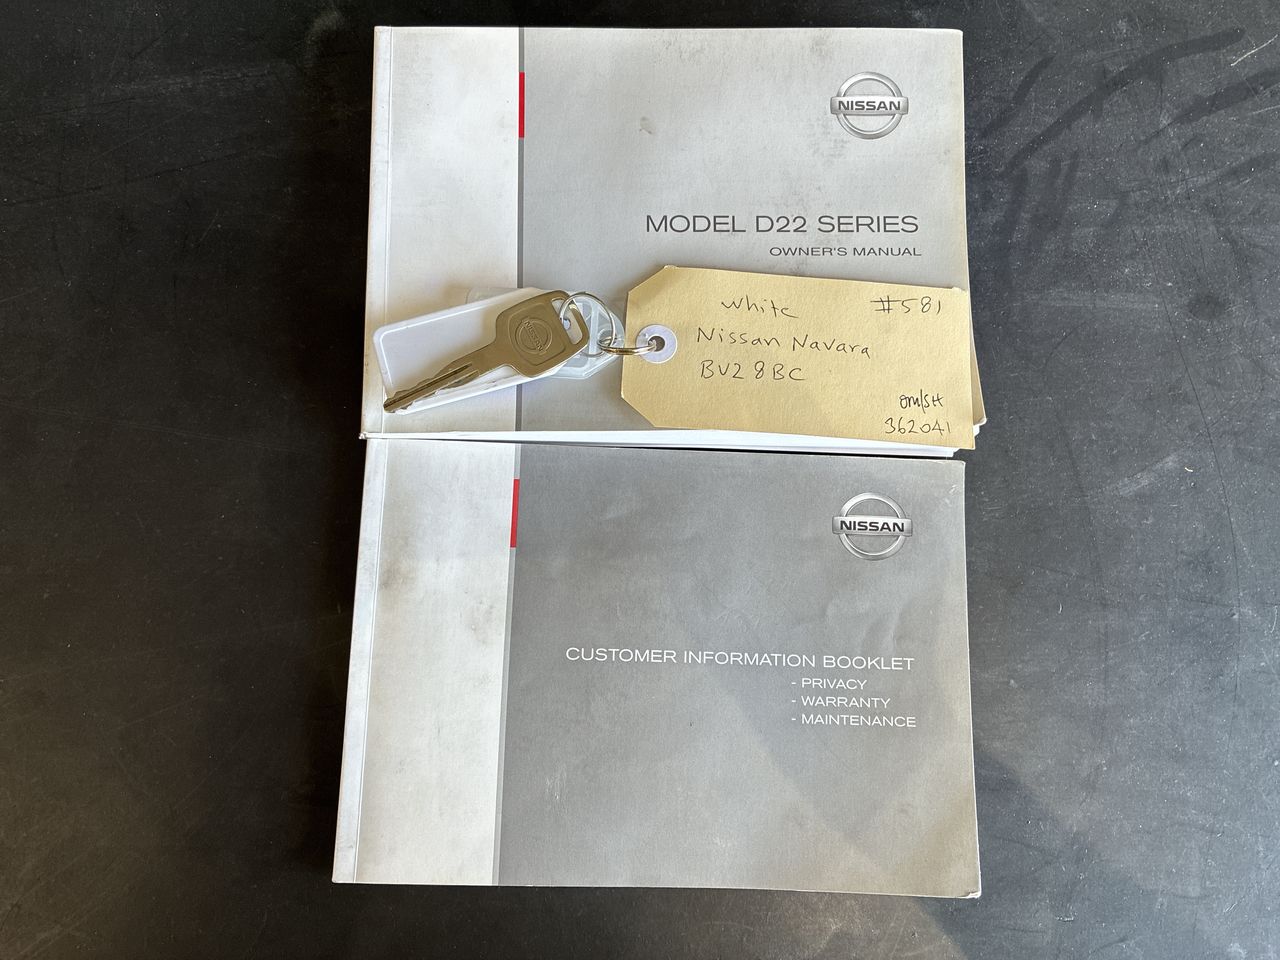 NISSAN
MODEL D22 SERIES
OWNER'S MANUAL
White #581
Nissan Navara
BV28BC
om/SH
362041
NISSAN
CUSTOMER INFORMATION BOOKLET
- PRIVACY
- WARRANTY
- MAINTENANCE